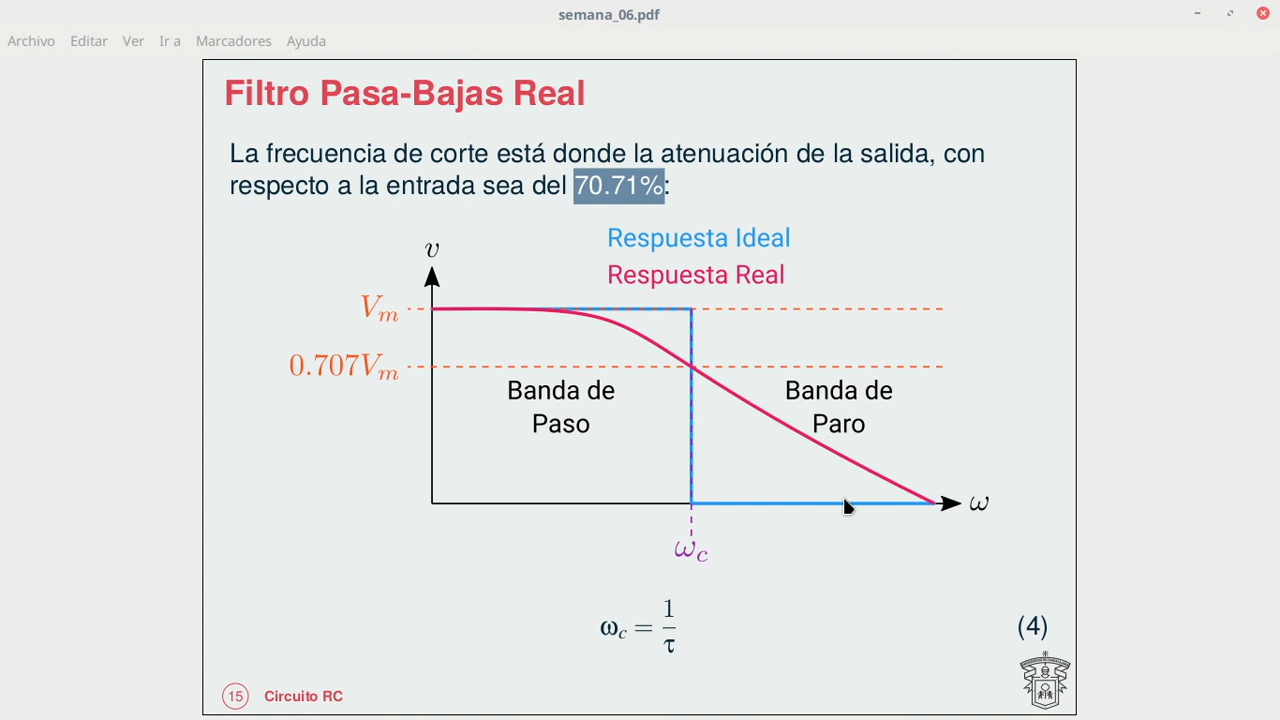 semana_06.pdf
Archivo Editar Ver Ir a Marcadores Ayuda
Filtro Pasa-Bajas Real
La frecuencia de corte está donde la atenuación de la salida, con
respecto a la entrada sea del 70.71%:
Respuesta Ideal
Respuesta Real
v
V_m
0.707V_m
Banda de
Paso
Banda de
Paro
ω
ω_c
ω_c = 1/τ
(4)
15 Circuito RC